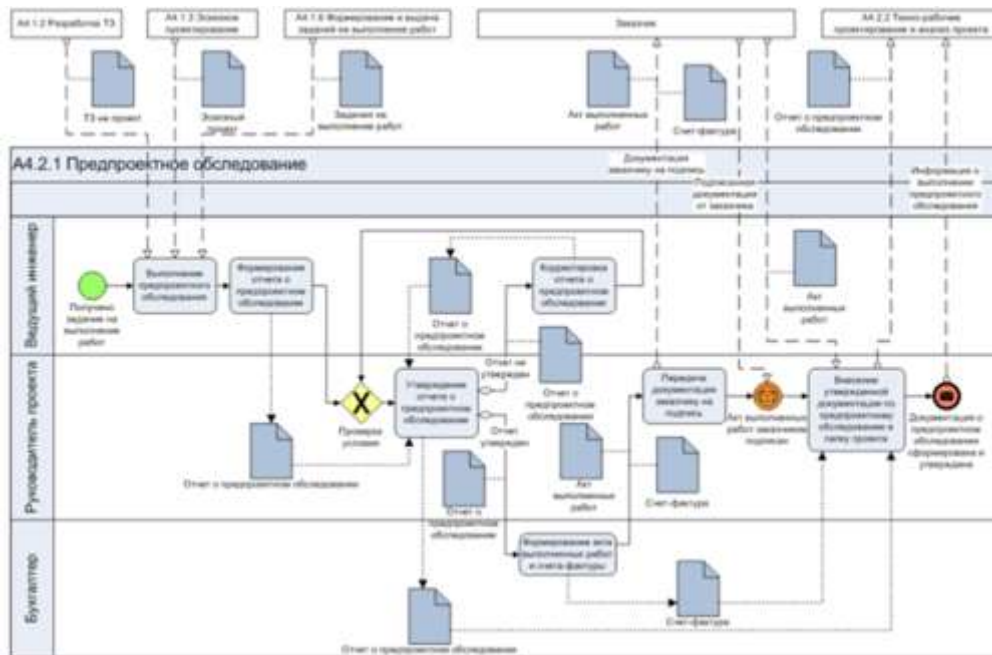 А4.1.2 Разработка ТЗ
А4.1.3 Эскизное
проектирование
А4.1.6 Формирование и выдача
заданий на выполнение работ
Заказчик
А4.2.2 Техно-рабочее
проектирование и анализ проекта
ТЗ на проект
Эскизный
проект
Задания на
выполнение работ
Акт выполненных
работ
Счет-фактура
Отчет о предпроектном
обследовании
А4.2.1 Предпроектное обследование
Документация
заказчику на подпись
Подписанная
документация
от заказчика
Информация о
выполнении
предпроектного
обследования
Ведущий инженер
Получено
задание на
выполнение
работ
Выполнение
предпроектного
обследования
Формирование
отчета о
предпроектном
обследовании
Отчет о
предпроектном
обследовании
Корректировка
отчета о
предпроектном
обследовании
Акт
выполненных
работ
Руководитель проекта
Проверка
условия
Утверждение
отчета о
предпроектном
обследовании
Отчет не
утвержден
Отчет
утвержден
Отчет о
предпроектном
обследовании
Отчет о предпроектном обследовании
Отчет о
предпроектном
обследовании
Передача
документации
заказчику на
подпись
Акт выполненных
работ заказчиком
подписан
Внесение
утвержденной
документации по
предпроектному
обследованию в
папку проекта
Документация о
предпроектном
обследовании
сформирована и
утверждена
Акт
выполненных
работ
Счет-фактура
Бухгалтер
Формирование акта
выполненных работ
и счета-фактуры
Счет-фактура
Отчет о предпроектном обследовании